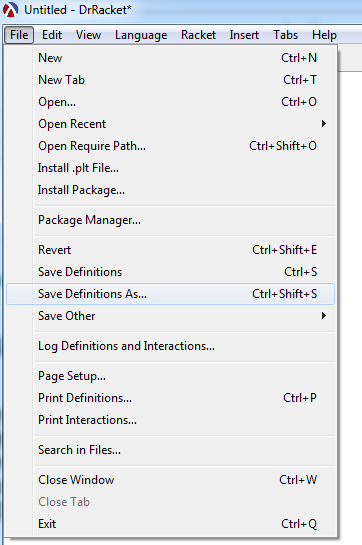 Untitled - DrRacket*
File Edit View Language Racket Insert Tabs Help
New Ctrl+N
New Tab Ctrl+T
Open... Ctrl+O
Open Recent
Open Require Path... Ctrl+Shift+O
Install .plt File...
Install Package...
Package Manager...
Revert Ctrl+Shift+E
Save Definitions Ctrl+S
Save Definitions As... Ctrl+Shift+S
Save Other
Log Definitions and Interactions...
Page Setup...
Print Definitions... Ctrl+P
Print Interactions...
Search in Files...
Close Window Ctrl+W
Close Tab
Exit Ctrl+Q